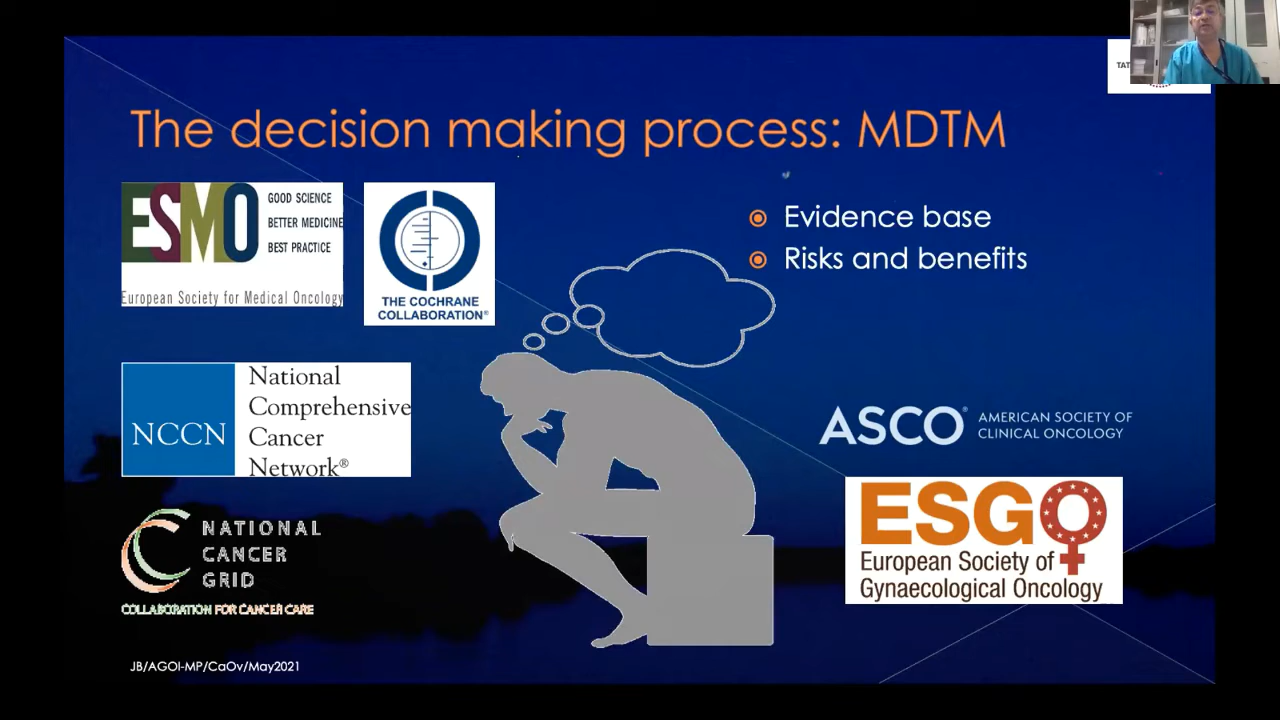 The decision making process: MDTM
ESMO
GOOD SCIENCE
BETTER MEDICINE
BEST PRACTICE
European Society for Medical Oncology
THE COCHRANE
COLLABORATION®
Evidence base
Risks and benefits
NCCN
National
Comprehensive
Cancer
Network®
ASCO® AMERICAN SOCIETY OF
CLINICAL ONCOLOGY
ESGO
European Society of
Gynaecological Oncology
NATIONAL
CANCER
GRID
COLLABORATION FOR CANCER CARE
JB/AGOI-MP/CaOv/May2021